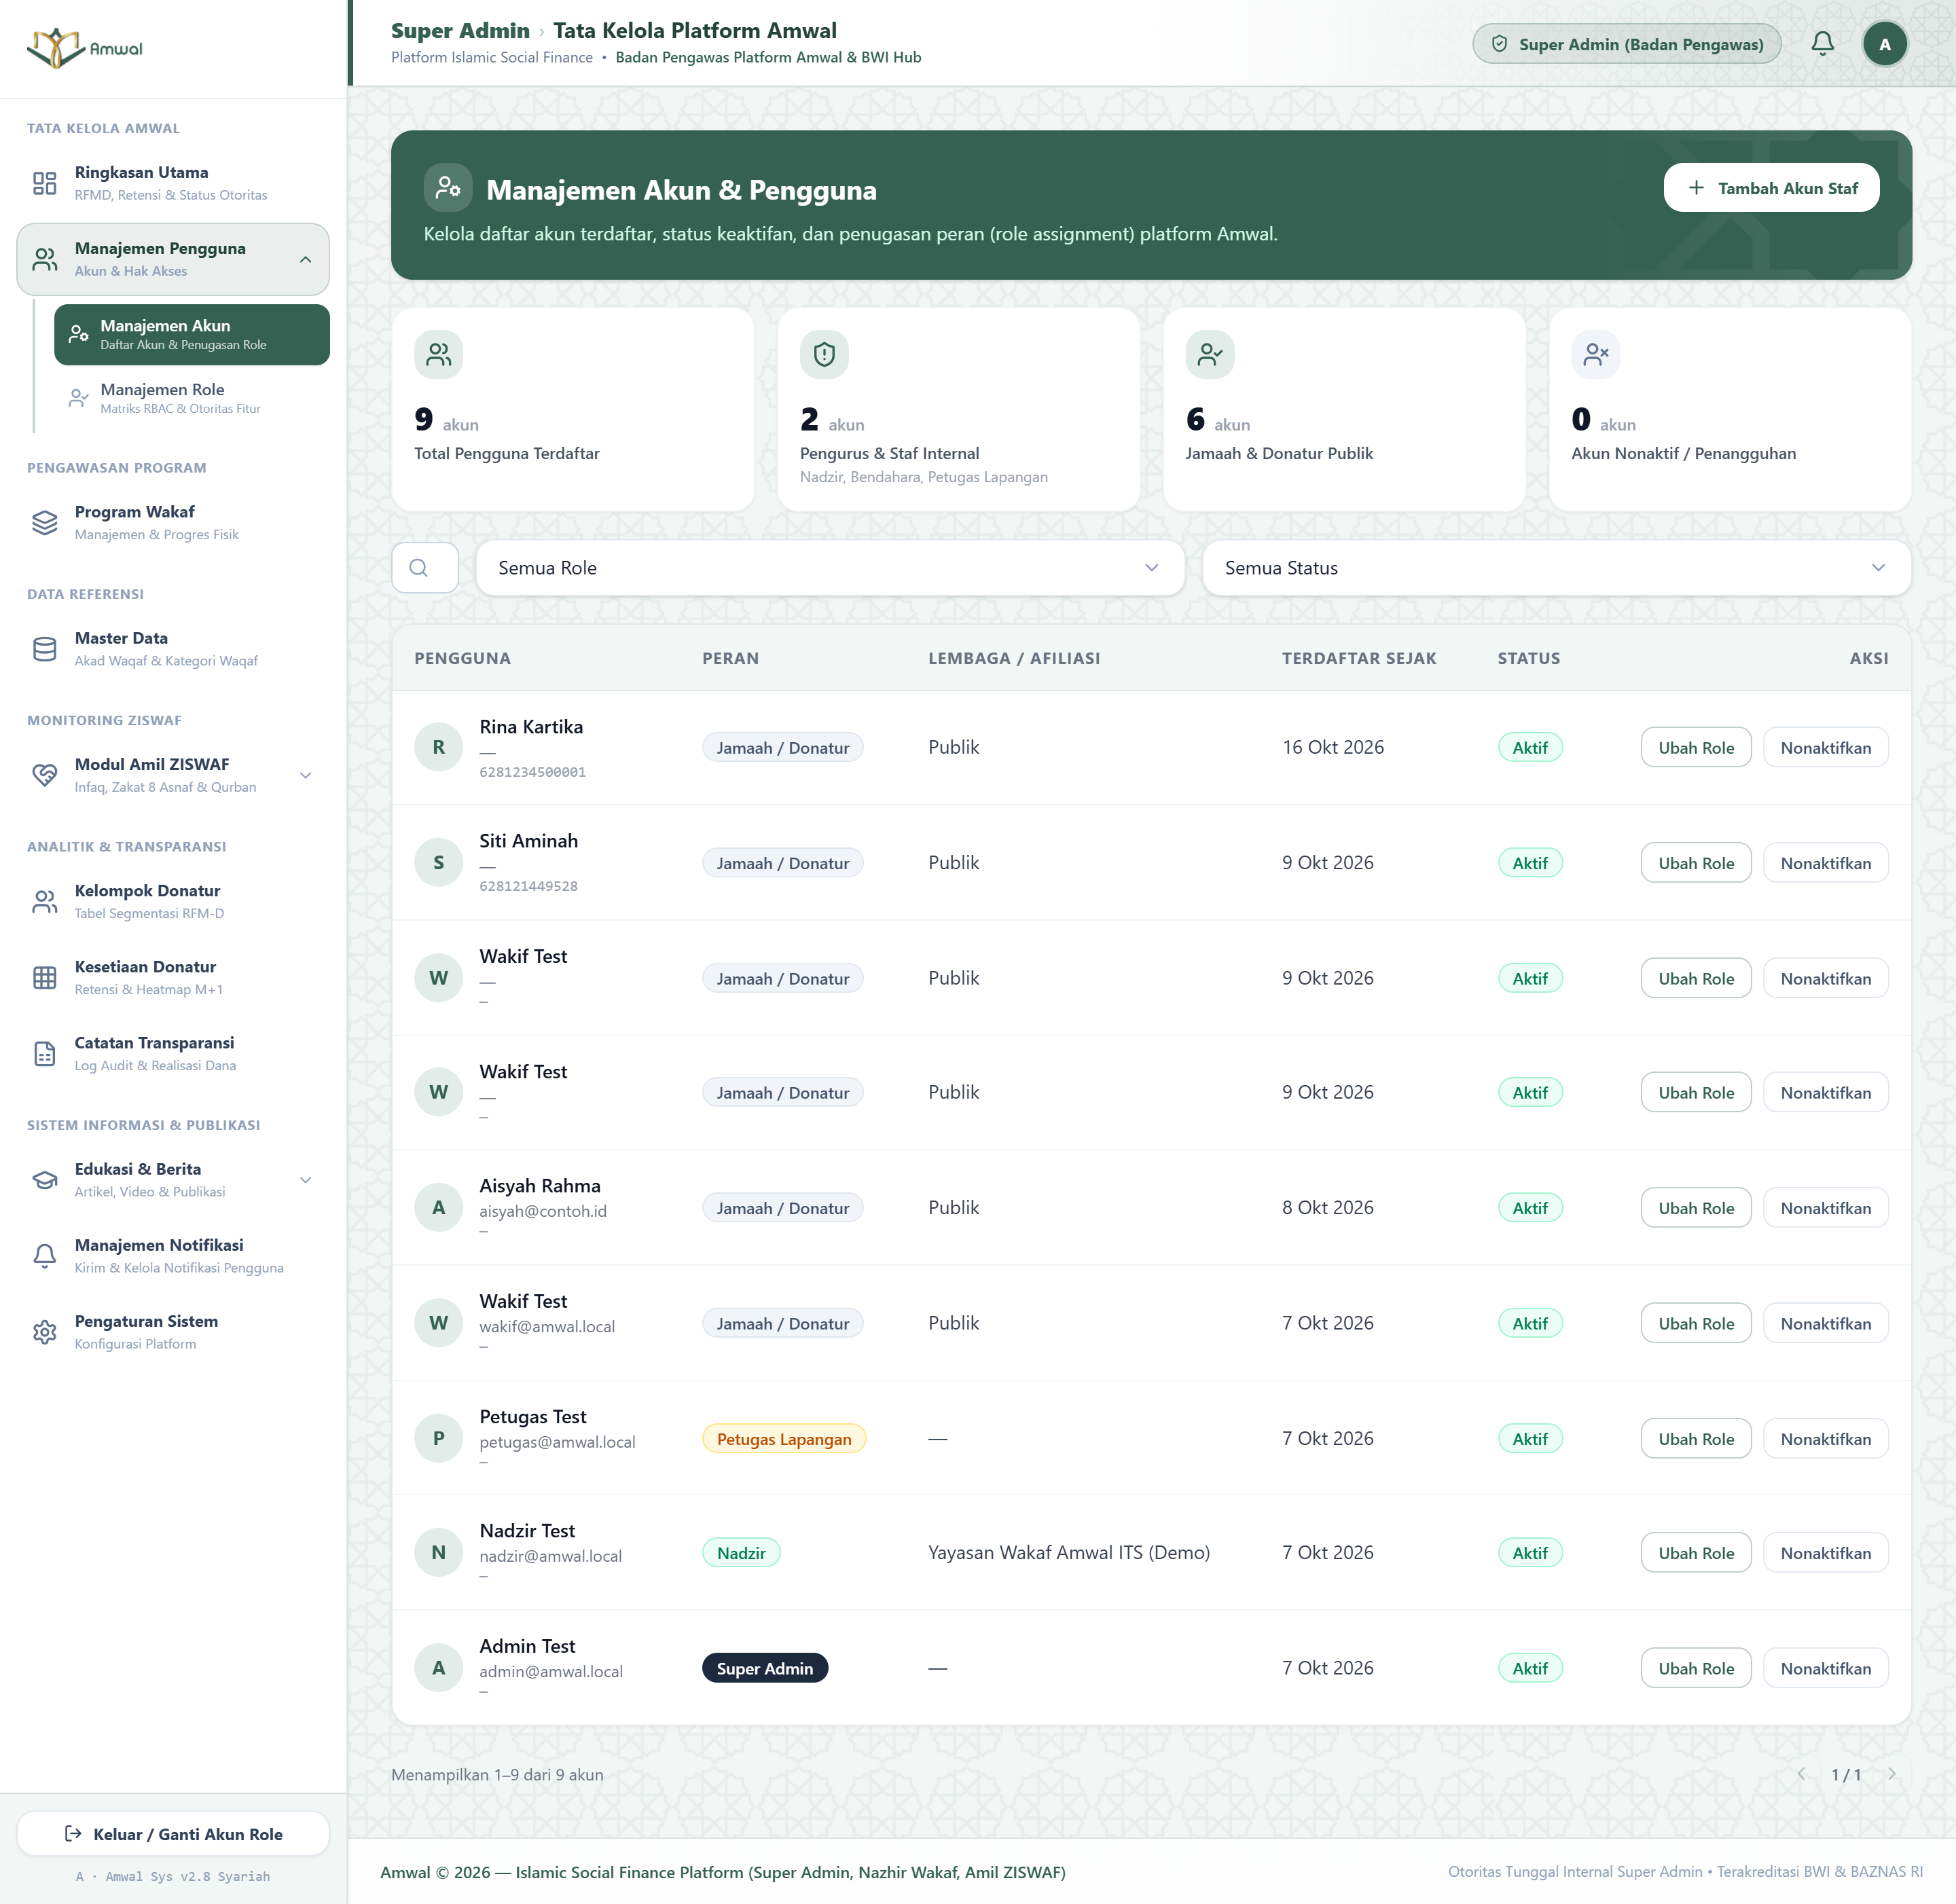 Amwal
TATA KELOLA AMWAL
Ringkasan Utama
RFMD, Retensi & Status Otoritas
Manajemen Pengguna
Akun & Hak Akses
Manajemen Akun
Daftar Akun & Penugasan Role
Manajemen Role
Matriks RBAC & Otoritas Fitur
PENGAWASAN PROGRAM
Program Wakaf
Manajemen & Progres Fisik
DATA REFERENSI
Master Data
Akad Waqaf & Kategori Waqaf
MONITORING ZISWAF
Modul Amil ZISWAF
Infaq, Zakat 8 Asnaf & Qurban
ANALITIK & TRANSPARANSI
Kelompok Donatur
Tabel Segmentasi RFM-D
Kesetiaan Donatur
Retensi & Heatmap M+1
Catatan Transparansi
Log Audit & Realisasi Dana
SISTEM INFORMASI & PUBLIKASI
Edukasi & Berita
Artikel, Video & Publikasi
Manajemen Notifikasi
Kirim & Kelola Notifikasi Pengguna
Pengaturan Sistem
Konfigurasi Platform
Keluar / Ganti Akun Role
A · Amwal Sys v2.8 Syariah
Super Admin › Tata Kelola Platform Amwal
Platform Islamic Social Finance • Badan Pengawas Platform Amwal & BWI Hub
Super Admin (Badan Pengawas)
A
Manajemen Akun & Pengguna
Kelola daftar akun terdaftar, status keaktifan, dan penugasan peran (role assignment) platform Amwal.
+ Tambah Akun Staf
9 akun
Total Pengguna Terdaftar
2 akun
Pengurus & Staf Internal
Nadzir, Bendahara, Petugas Lapangan
6 akun
Jamaah & Donatur Publik
0 akun
Akun Nonaktif / Penangguhan
Semua Role
Semua Status
PENGGUNA PERAN LEMBAGA / AFILIASI TERDAFTAR SEJAK STATUS AKSI
R Rina Kartika
—
6281234500001
Jamaah / Donatur Publik 16 Okt 2026 Aktif Ubah Role Nonaktifkan
S Siti Aminah
—
628121449528
Jamaah / Donatur Publik 9 Okt 2026 Aktif Ubah Role Nonaktifkan
W Wakif Test
—
—
Jamaah / Donatur Publik 9 Okt 2026 Aktif Ubah Role Nonaktifkan
W Wakif Test
—
—
Jamaah / Donatur Publik 9 Okt 2026 Aktif Ubah Role Nonaktifkan
A Aisyah Rahma
aisyah@contoh.id
—
Jamaah / Donatur Publik 8 Okt 2026 Aktif Ubah Role Nonaktifkan
W Wakif Test
wakif@amwal.local
—
Jamaah / Donatur Publik 7 Okt 2026 Aktif Ubah Role Nonaktifkan
P Petugas Test
petugas@amwal.local
—
Petugas Lapangan — 7 Okt 2026 Aktif Ubah Role Nonaktifkan
N Nadzir Test
nadzir@amwal.local
—
Nadzir Yayasan Wakaf Amwal ITS (Demo) 7 Okt 2026 Aktif Ubah Role Nonaktifkan
A Admin Test
admin@amwal.local
—
Super Admin — 7 Okt 2026 Aktif Ubah Role Nonaktifkan
Menampilkan 1–9 dari 9 akun
1 / 1
Amwal © 2026 — Islamic Social Finance Platform (Super Admin, Nazhir Wakaf, Amil ZISWAF)
Otoritas Tunggal Internal Super Admin • Terakreditasi BWI & BAZNAS RI